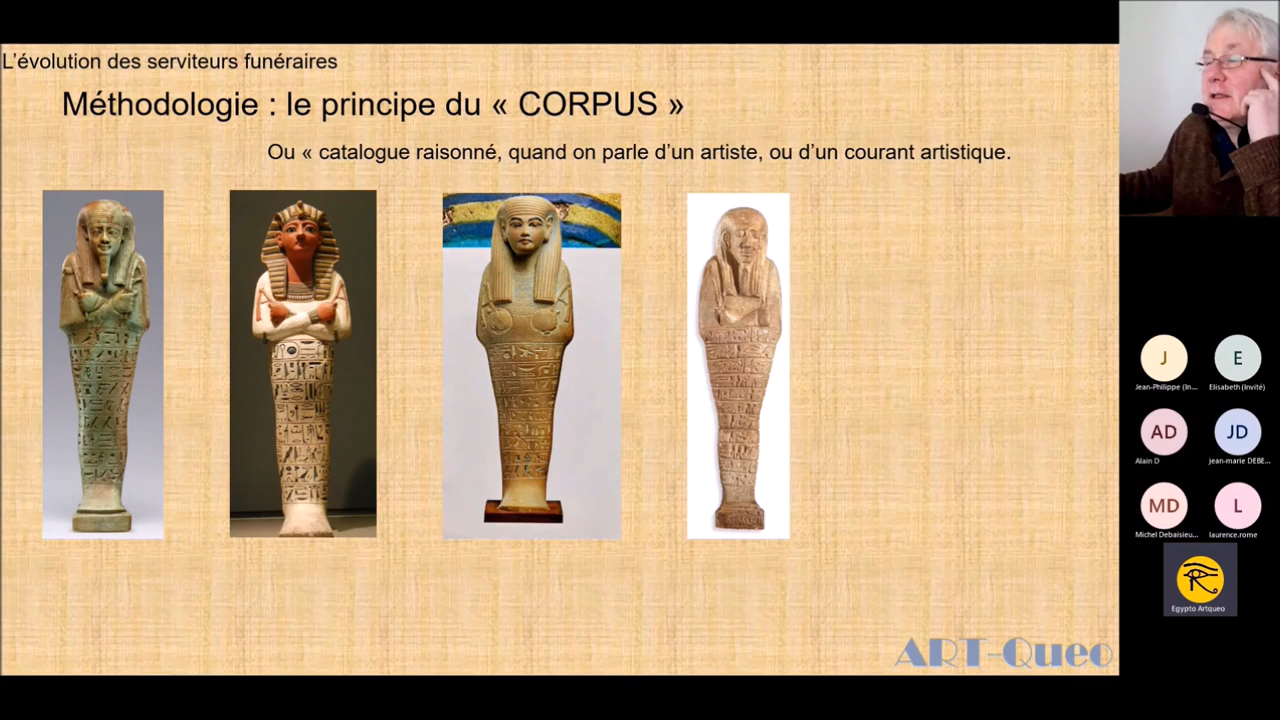 L'évolution des serviteurs funéraires
Méthodologie : le principe du « CORPUS »
Ou « catalogue raisonné, quand on parle d'un artiste, ou d'un courant artistique.
ART-Queo
J
E
Jean-Philippe (In...
Elisabeth (Invité)
AD
JD
Alain D
jean-marie DEBE...
MD
L
Michel Debaisieu...
laurence.rome
Egypto Artqueo